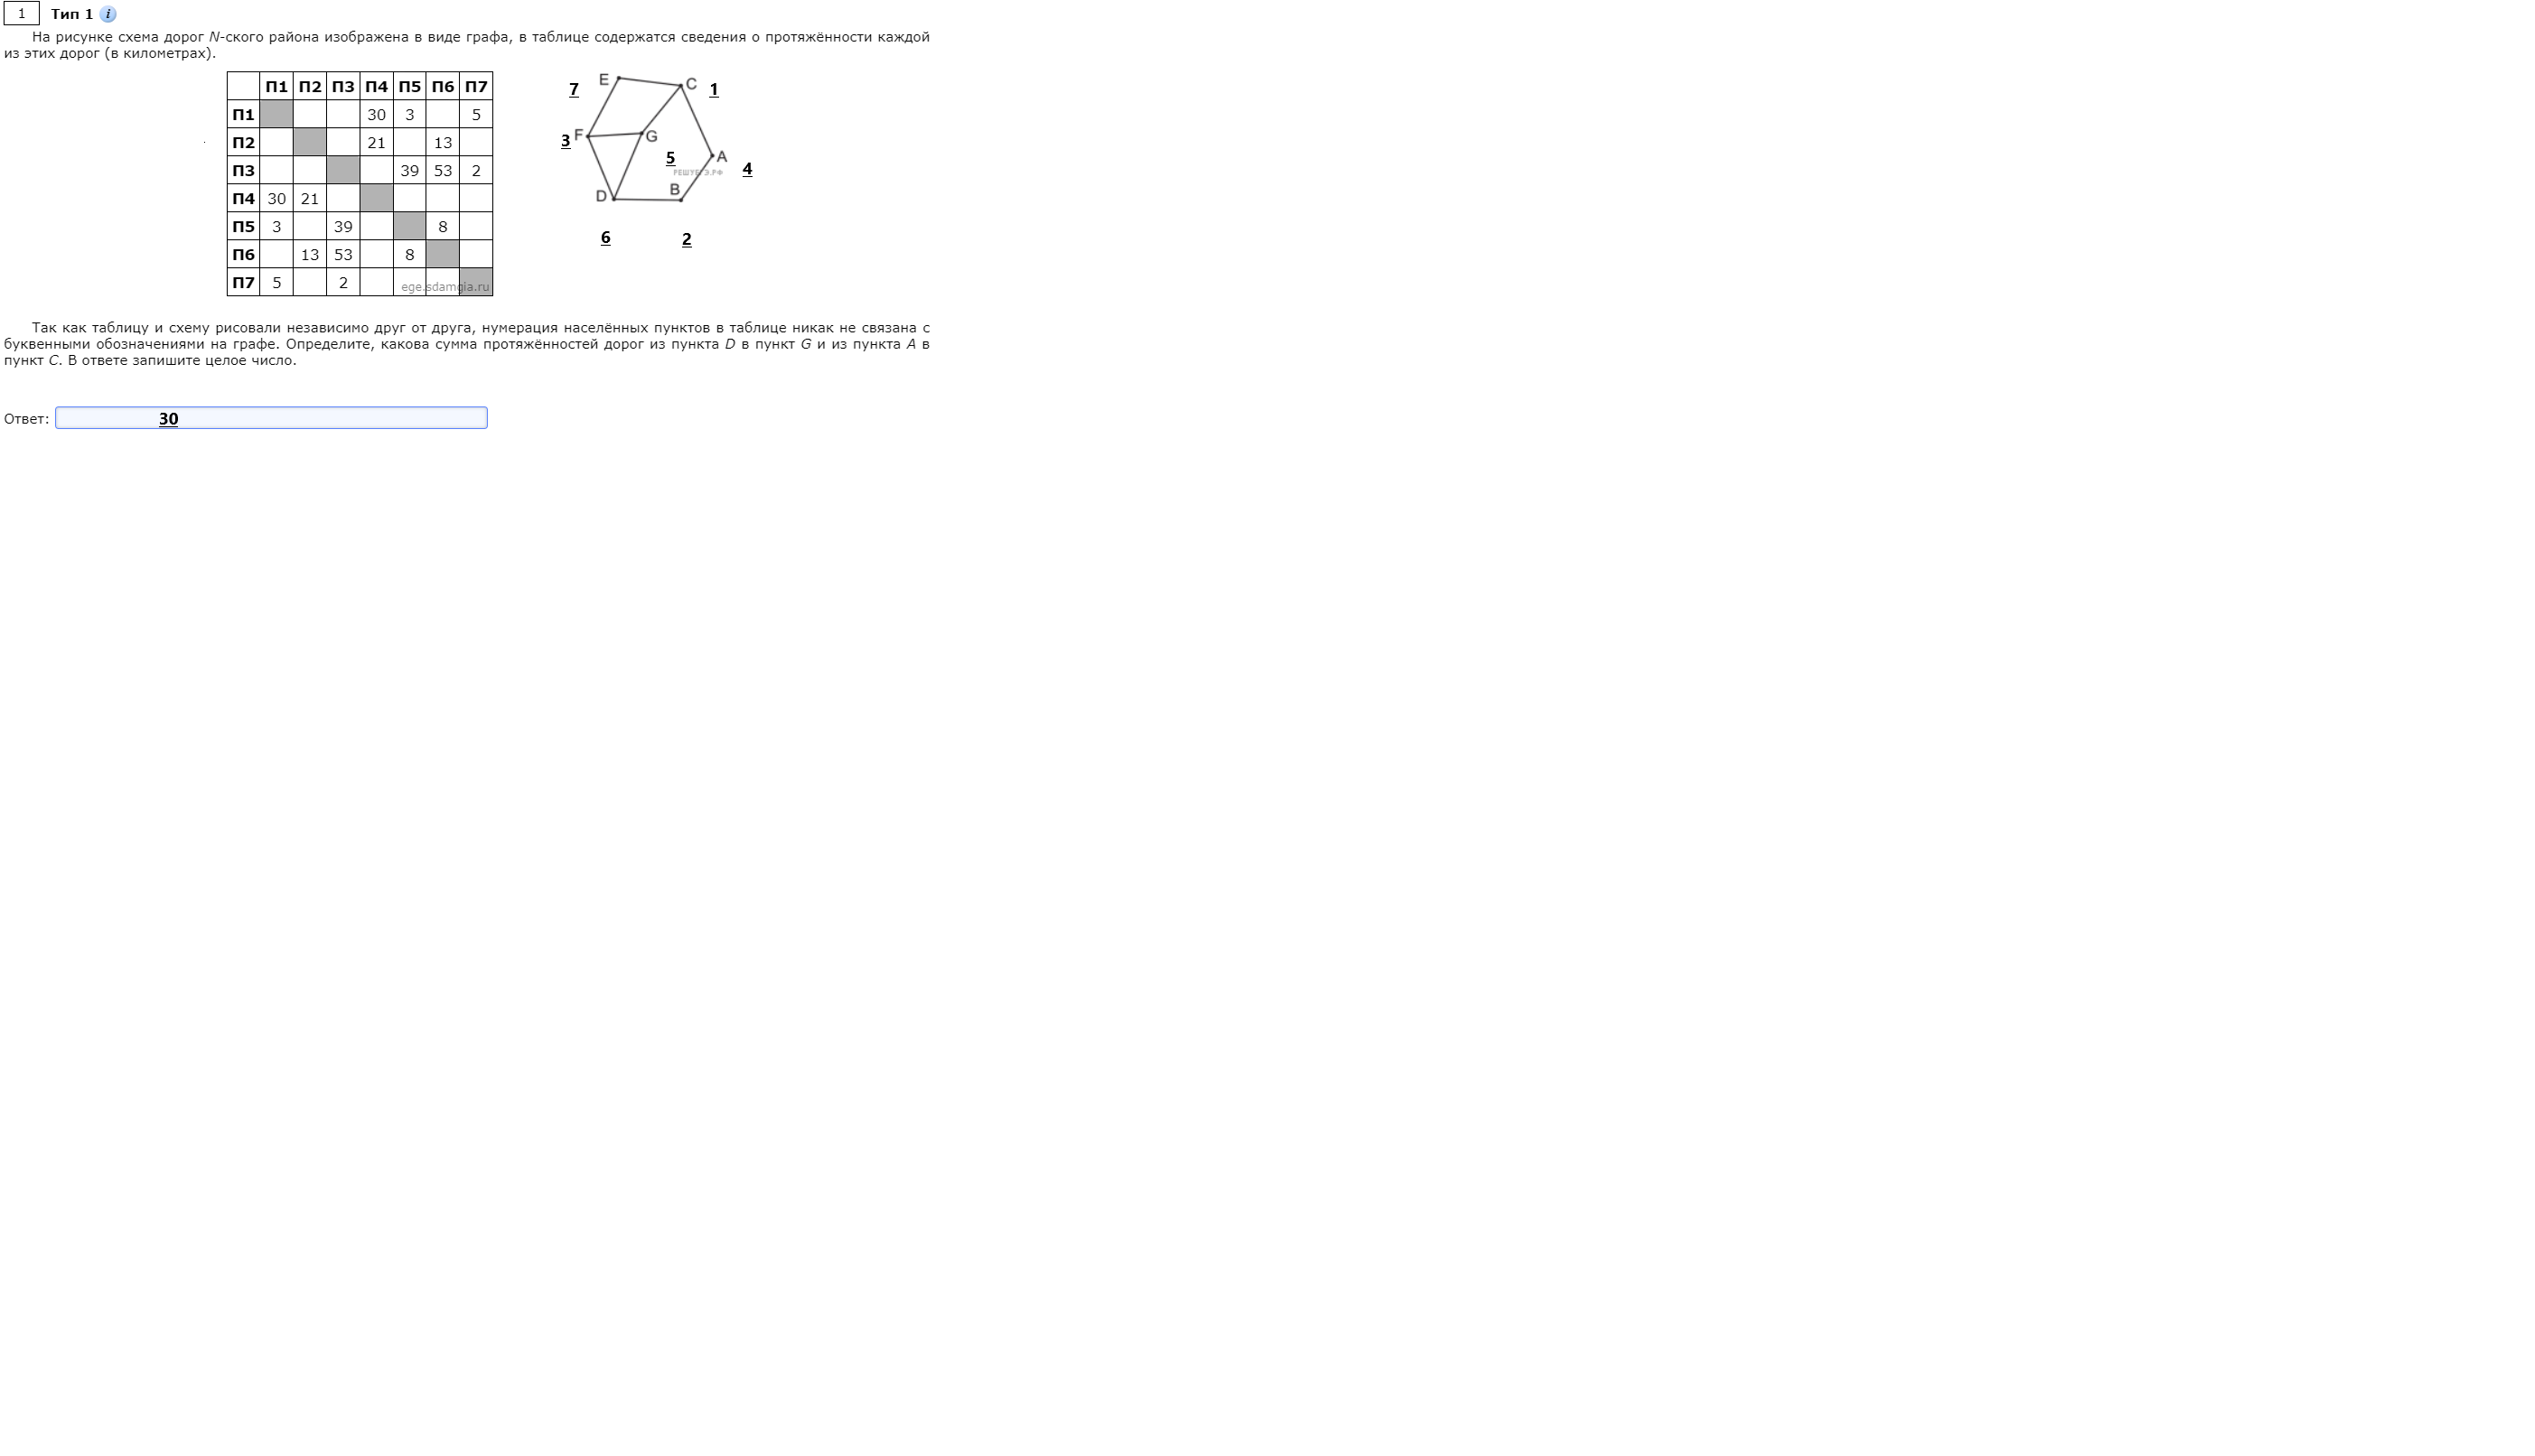 1 Тип 1 i
На рисунке схема дорог N-ского района изображена в виде графа, в таблице содержатся сведения о протяжённости каждой
из этих дорог (в километрах).
П1 П2 П3 П4 П5 П6 П7
П1 30 3 5
П2 21 13
П3 39 53 2
П4 30 21
П5 3 39 8
П6 13 53 8
П7 5 2
ege.sdamgia.ru
E C
7 1
F G
3
5 A
РЕШУЕГЭ.РФ 4
D B
6 2
Так как таблицу и схему рисовали независимо друг от друга, нумерация населённых пунктов в таблице никак не связана с
буквенными обозначениями на графе. Определите, какова сумма протяжённостей дорог из пункта D в пункт G и из пункта A в
пункт C. В ответе запишите целое число.
Ответ: 30